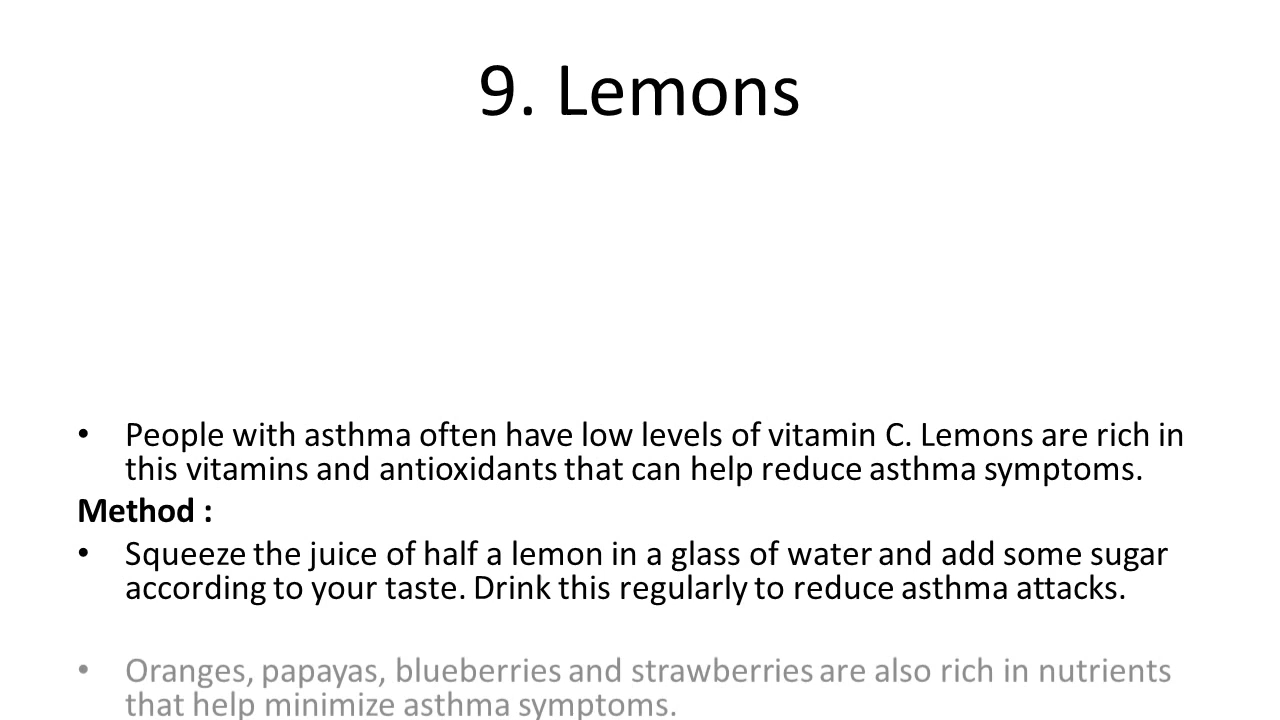 9. Lemons
• People with asthma often have low levels of vitamin C. Lemons are rich in
this vitamins and antioxidants that can help reduce asthma symptoms.
Method :
• Squeeze the juice of half a lemon in a glass of water and add some sugar
according to your taste. Drink this regularly to reduce asthma attacks.
• Oranges, papayas, blueberries and strawberries are also rich in nutrients
that help minimize asthma symptoms.